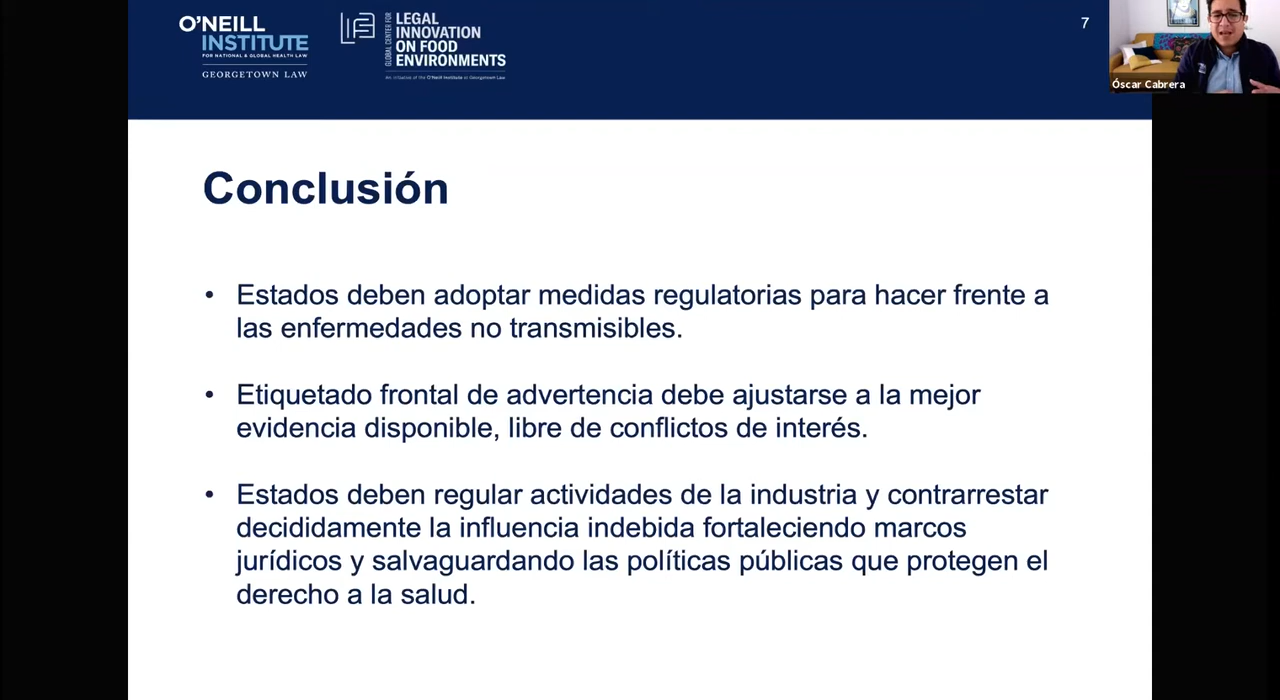 O'NEILL
INSTITUTE
FOR NATIONAL & GLOBAL HEALTH LAW
GEORGETOWN LAW
GLOBAL CENTER FOR
LEGAL
INNOVATION
ON FOOD
ENVIRONMENTS
An initiative of the O'Neill Institute at Georgetown Law
7
Óscar Cabrera
Conclusión
• Estados deben adoptar medidas regulatorias para hacer frente a
las enfermedades no transmisibles.
• Etiquetado frontal de advertencia debe ajustarse a la mejor
evidencia disponible, libre de conflictos de interés.
• Estados deben regular actividades de la industria y contrarrestar
decididamente la influencia indebida fortaleciendo marcos
jurídicos y salvaguardando las políticas públicas que protegen el
derecho a la salud.